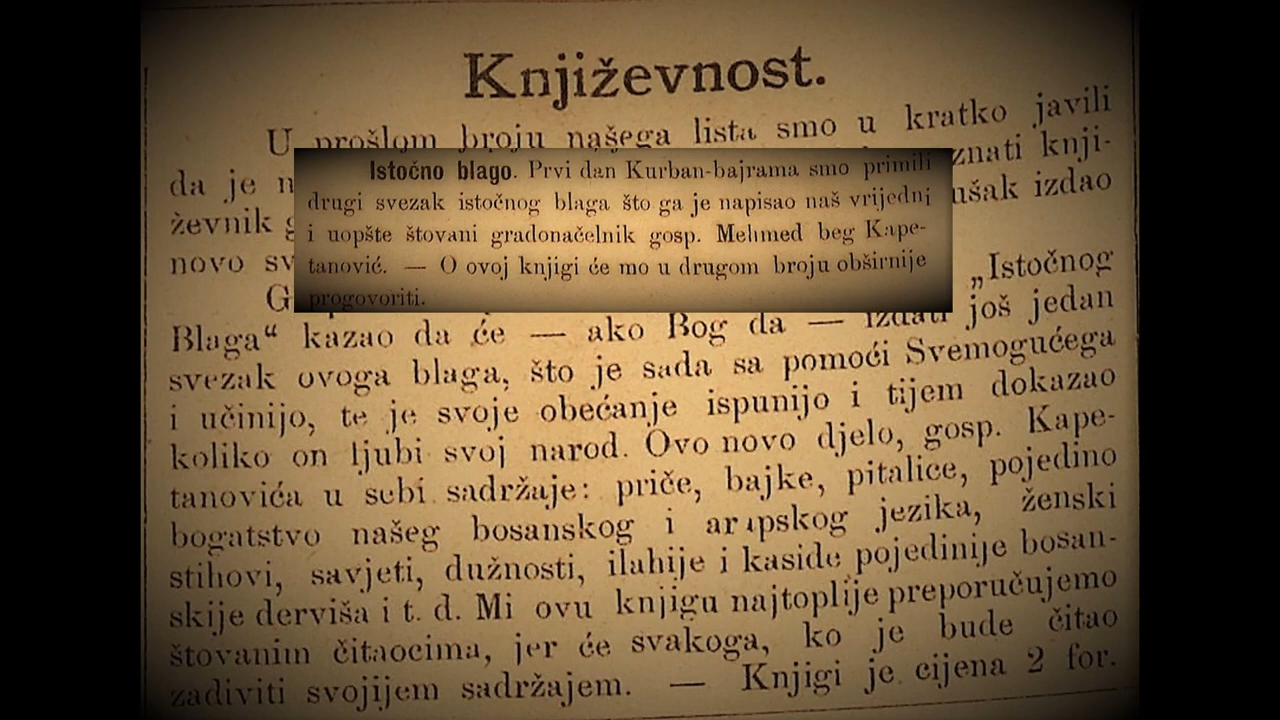 Književnost.
U prošlom broju našega lista smo u kratko javili
da je
znati knji-
ževnik
ušak izdao
novo
Istočno blago. Prvi dan Kurban-bajrama smo primili
drugi svezak istočnog blaga što ga je napisao naš vrijedni
i uopšte štovani gradonačelnik gosp. Mehmed beg Kape-
tanović. — O ovoj knjigi će mo u drugom broju obširnije
progovoriti.
„Istočnog
Blaga“ kazao da će — ako Bog da — izdati još jedan
svezak ovoga blaga, što je sada sa pomoći Svemogućega
i učinijo, te je svoje obećanje ispunijo i tijem dokazao
koliko on ljubi svoj narod. Ovo novo djelo, gosp. Kape-
tanovića u sebi sadržaje: priče, bajke, pitalice, pojedino
bogatstvo našeg bosanskog i arapskog jezika, ženski
stihovi, savjeti, dužnosti, ilahije i kaside pojedinije bosan-
skije derviša i t. d. Mi ovu knjigu najtoplije preporučujemo
štovanim čitaocima, jer će svakoga, ko je bude čitao
zadiviti svojijem sadržajem. — Knjigi je cijena 2 for.